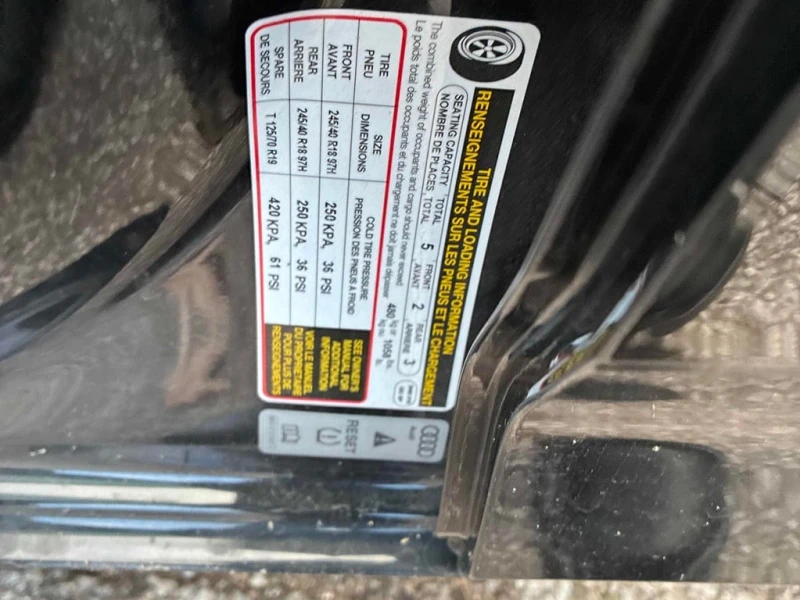 TIRE AND LOADING INFORMATION
RENSEIGNEMENTS SUR LES PNEUS ET LE CHARGEMENT
SEATING CAPACITY TOTAL 5 FRONT 2 REAR 3
NOMBRE DE PLACES, TOTAL AVANT ARRIÈRE
The combined weight of occupants and cargo should never exceed 480 kg or 1058 lbs.
Le poids total des occupants et du chargement ne doit jamais dépasser kg ou lb.
TIRE SIZE COLD TIRE PRESSURE
PNEU DIMENSIONS PRESSION DES PNEUS À FROID
FRONT 245/40 R18 97H 250 KPA, 36 PSI
AVANT
REAR 245/40 R18 97H 250 KPA, 36 PSI
ARRIERE
SPARE T 125/70 R19 420 KPA, 61 PSI
DE SECOURS
SEE OWNER'S
MANUAL FOR
ADDITIONAL
INFORMATION
VOIR LE MANUEL
DU PROPRIÉTAIRE
POUR PLUS DE
RENSEIGNEMENTS
Audi
RESET